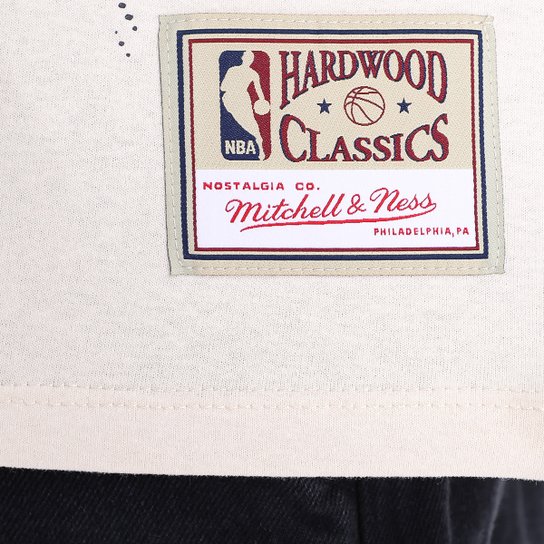 HARDWOOD
CLASSICS
NBA
NOSTALGIA CO.
Mitchell & Ness
PHILADELPHIA, PA